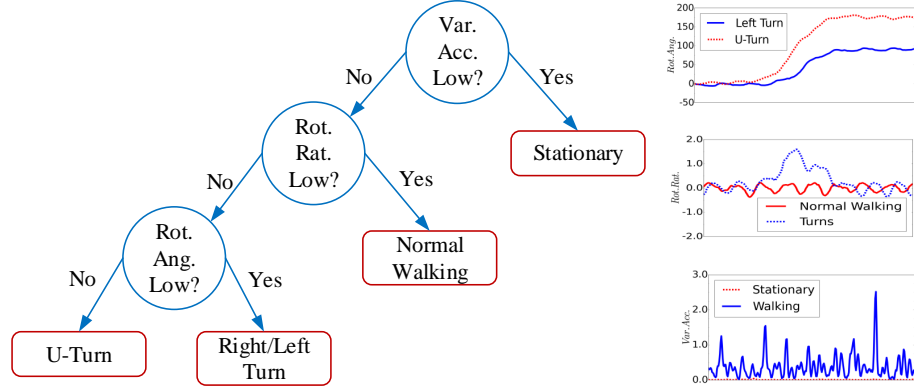 Var.
Acc.
Low?
No
Yes
Rot.
Rat.
Low?
Stationary
No
Yes
Rot.
Ang.
Low?
Normal
Walking
No
Yes
U-Turn
Right/Left
Turn
200
150
100
50
0
50
Rot.Ang.
Left Turn
U-Turn
2.0
1.0
0.0
-1.0
-2.0
Rot.Rat.
Normal Walking
Turns
3.0
2.0
1.0
0.0
Var.Acc.
Stationary
Walking